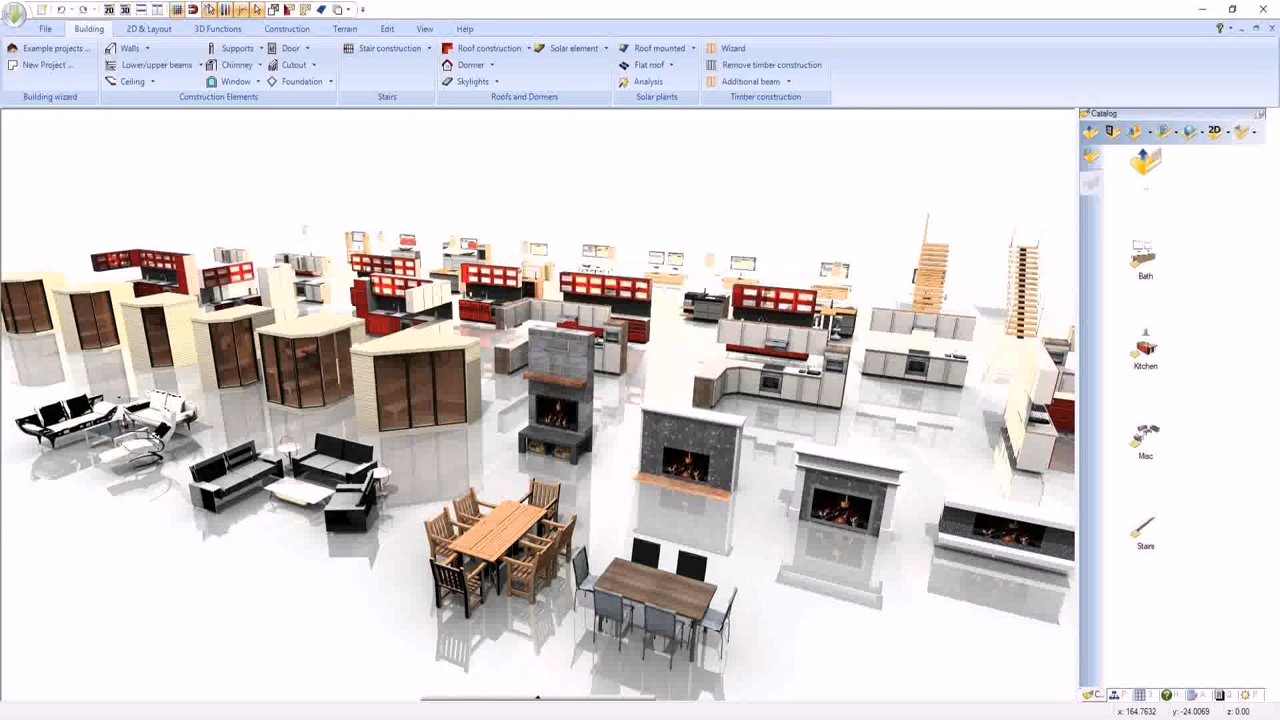 2D 3D
File Building 2D & Layout 3D Functions Construction Terrain Edit View Help
Example projects ... Walls Supports Door Stair construction Roof construction Solar element Roof mounted Wizard
New Project ... Lower/upper beams Chimney Cutout Dormer Flat roof Remove timber construction
Ceiling Window Foundation Skylights Analysis Additional beam
Building wizard Construction Elements Stairs Roofs and Dormers Solar plants Timber construction
Catalog
2D
...
Bath
Kitchen
Misc
Stairs
C...
x: 164.7632 y: -24.0069 z: 0.00